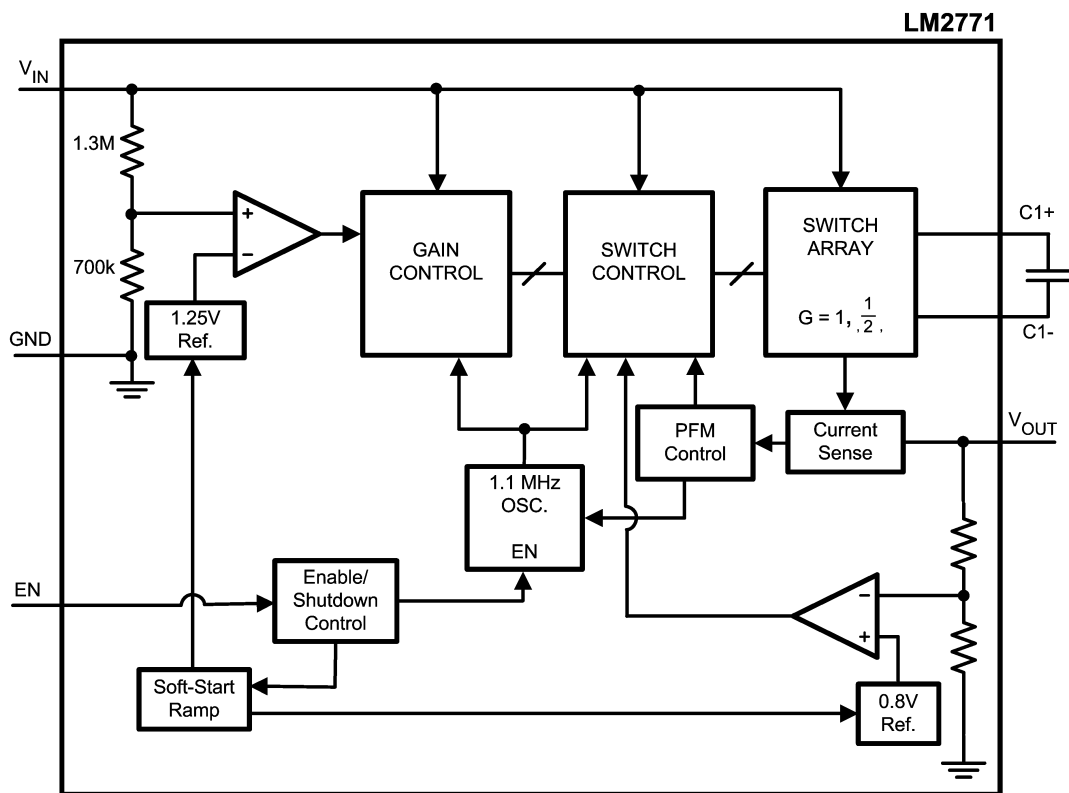 LM2771
VIN
1.3M
700k
GND
+
−
1.25V
Ref.
GAIN
CONTROL
SWITCH
CONTROL
SWITCH
ARRAY
G = 1, 1/2,
C1+
C1-
PFM
Control
Current
Sense
VOUT
1.1 MHz
OSC.
EN
EN
Enable/
Shutdown
Control
−
+
Soft-Start
Ramp
0.8V
Ref.